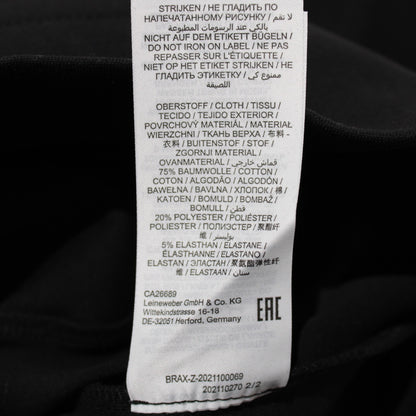 STRIJKEN / НЕ ГЛАДИТЬ ПО
НАПЕЧАТАННОМУ РИСУНКУ / لا تقم
بالكي عند الرسومات المطبوعة
NICHT AUF DEM ETIKETT BÜGELN /
DO NOT IRON ON LABEL / NE PAS
REPASSER SUR L'ÉTIQUETTE /
NIET OP HET ETIKET STRIJKEN / НЕ
ГЛАДИТЬ ЭТИКЕТКУ / ممنوع كي
اللصيقة
OBERSTOFF / CLOTH / TISSU /
TECIDO / TEJIDO EXTERIOR /
POVRCHOVÝ MATERIÁL / MATERIAŁ
WIERZCHNI / ТКАНЬ ВЕРХА / 布料 -
衣料 / BUITENSTOF / STOF /
ZGORNJI MATERIAL /
OVANMATERIAL / قماش خارجي
75% BAUMWOLLE / COTTON /
COTON / ALGODÃO / ALGODÓN /
BAWEŁNA / BAVLNA / ХЛОПОК / 棉 /
KATOEN / BOMULD / BOMBAŽ /
BOMULL / قطن
20% POLYESTER / POLIÉSTER /
POLIESTER / ПОЛИЭСТЕР / 聚酯纤
维 / بوليستر
5% ELASTHAN / ELASTANE /
ÉLASTHANNE / ELASTANO /
ELASTAN / ЭЛАСТАН / 聚氨酯弹性纤
维 / ELASTAAN / سبان
CA26689
Leineweber GmbH & Co. KG
Wittekindstrasse 16-18
DE-32051 Herford, Germany
EAC
BRAX-Z-2021100069
202110270 2/2